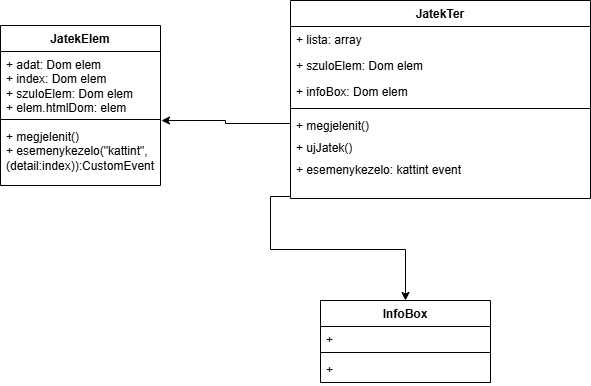 JatekElem
+ adat: Dom elem
+ index: Dom elem
+ szuloElem: Dom elem
+ elem.htmlDom: elem
+ megjelenit()
+ esemenykezelo("kattint",
(detail:index)):CustomEvent
JatekTer
+ lista: array
+ szuloElem: Dom elem
+ infoBox: Dom elem
+ megjelenit()
+ ujJatek()
+ esemenykezelo: kattint event
InfoBox
+
+